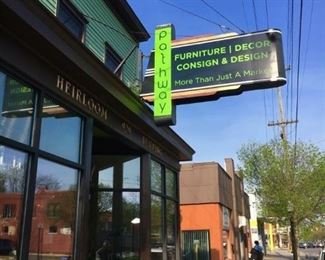 pathway
FURNITURE | DECOR
CONSIGN & DESIGN
More Than Just A Market
HEIRLOOM